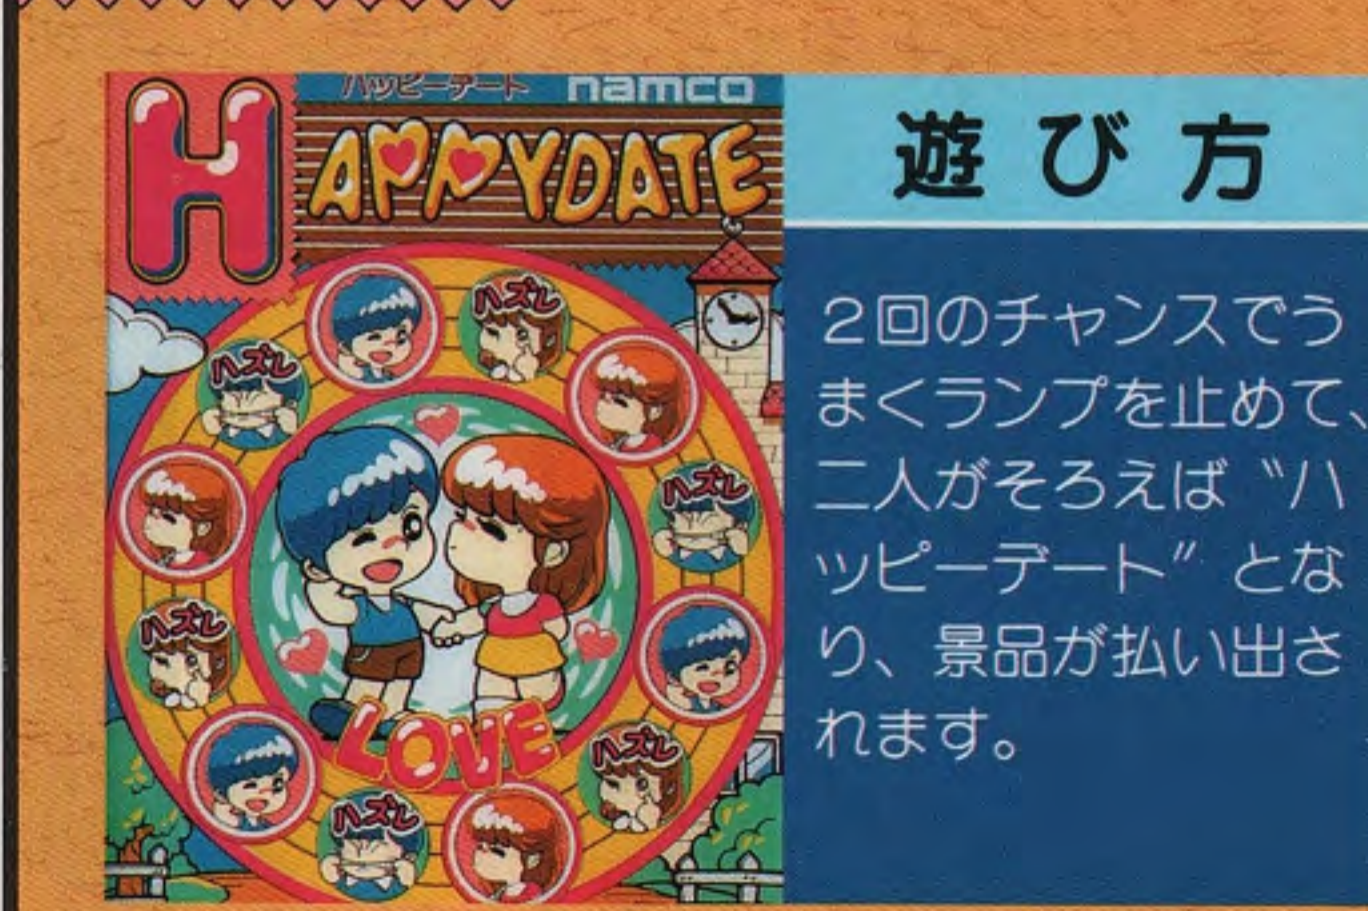 ハッピーデート namco
HAPPYDATE
ハズレ
ハズレ
ハズレ
ハズレ
ハズレ
ハズレ
LOVE
遊び方
2回のチャンスでう
まくランプを止めて、
二人がそろえば〝ハ
ッピーデート〟とな
り、景品が払い出さ
れます。